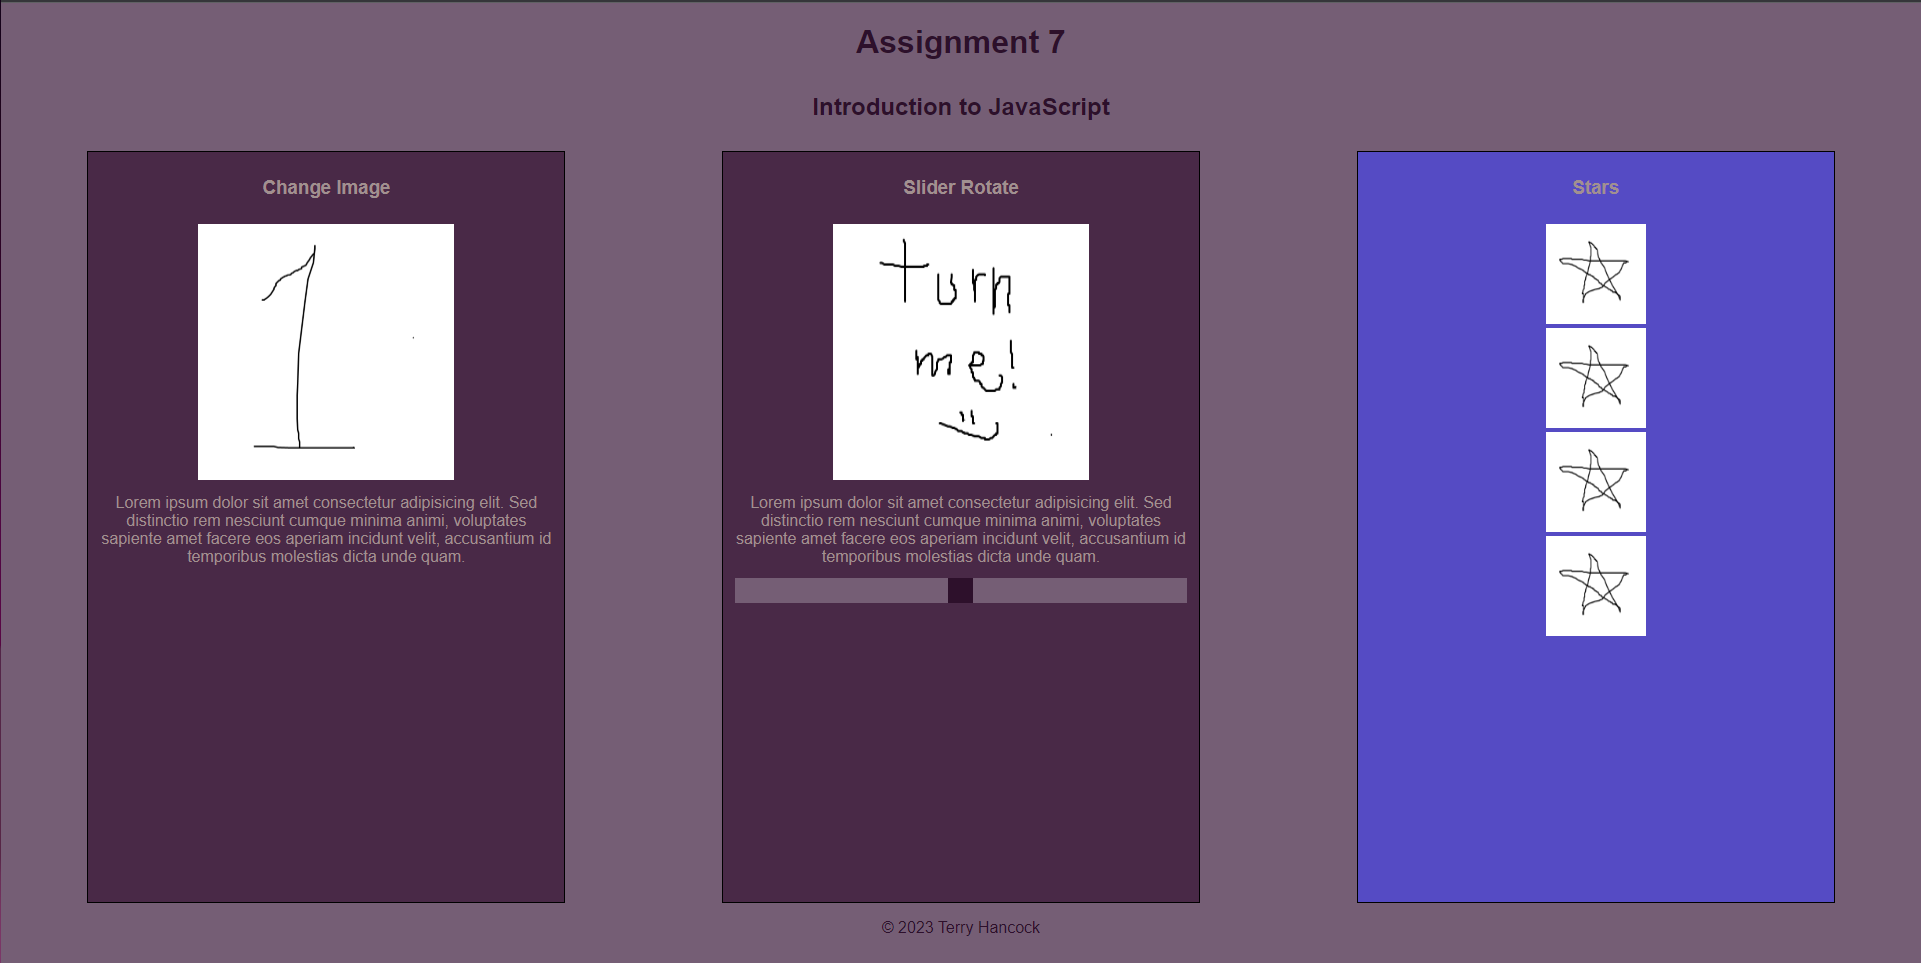 Assignment 7
Introduction to JavaScript
Change Image
1
Lorem ipsum dolor sit amet consectetur adipisicing elit. Sed
distinctio rem nesciunt cumque minima animi, voluptates
sapiente amet facere eos aperiam incidunt velit, accusantium id
temporibus molestias dicta unde quam.
Slider Rotate
turn
me!
Lorem ipsum dolor sit amet consectetur adipisicing elit. Sed
distinctio rem nesciunt cumque minima animi, voluptates
sapiente amet facere eos aperiam incidunt velit, accusantium id
temporibus molestias dicta unde quam.
Stars
© 2023 Terry Hancock